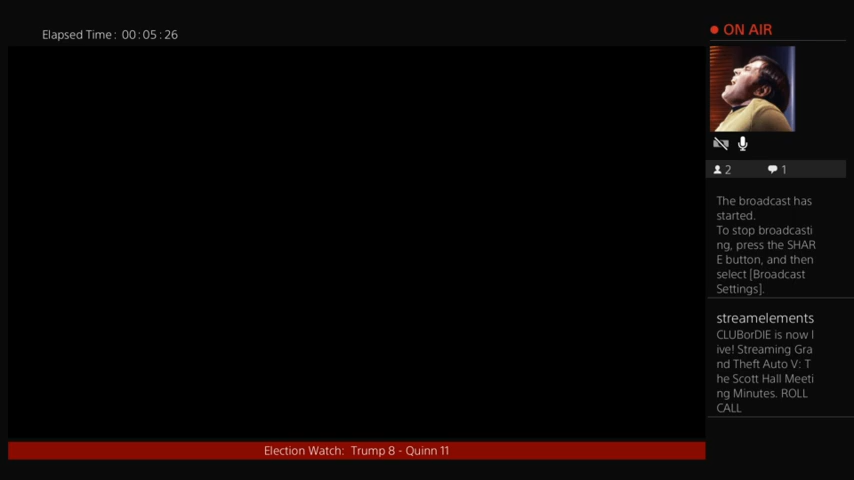 Elapsed Time: 00:05:26
ON AIR
2 1
The broadcast has
started.
To stop broadcasti
ng, press the SHAR
E button, and then
select [Broadcast
Settings].
streamelements
CLUBorDIE is now l
ive! Streaming Gra
nd Theft Auto V: T
he Scott Hall Meeti
ng Minutes. ROLL
CALL
Election Watch: Trump 8 - Quinn 11